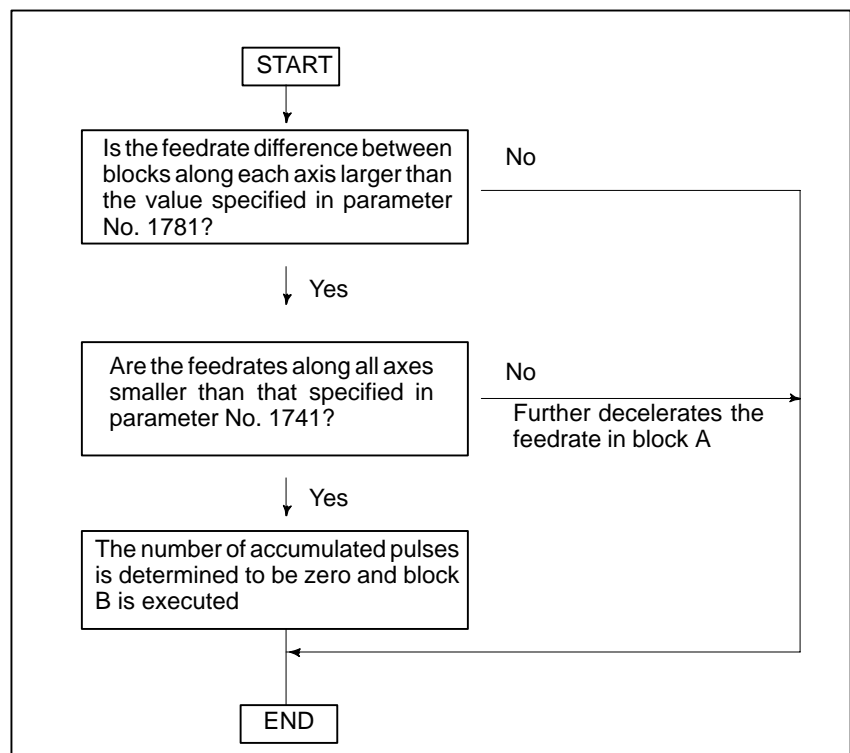 START
Is the feedrate difference between
blocks along each axis larger than
the value specified in parameter
No. 1781?
No
Yes
Are the feedrates along all axes
smaller than that specified in
parameter No. 1741?
No
Further decelerates the
feedrate in block A
Yes
The number of accumulated pulses
is determined to be zero and block
B is executed
END